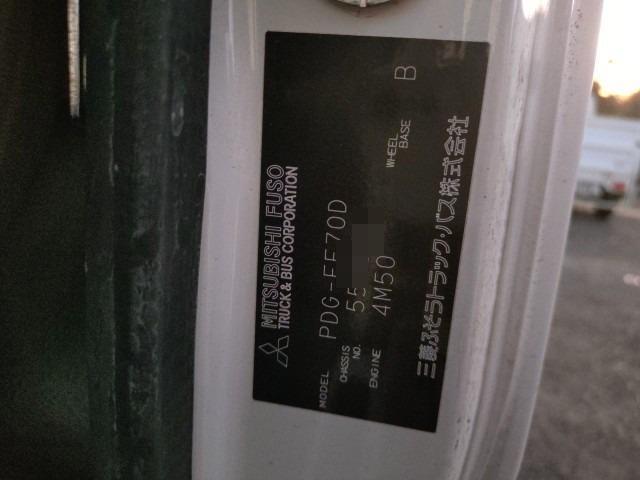 MITSUBISHI FUSO
TRUCK & BUS CORPORATION
MODEL PDG-FE70D
CHASSIS NO. 55
ENGINE 4M50
WHEEL BASE B
三菱ふそうトラック・バス株式会社